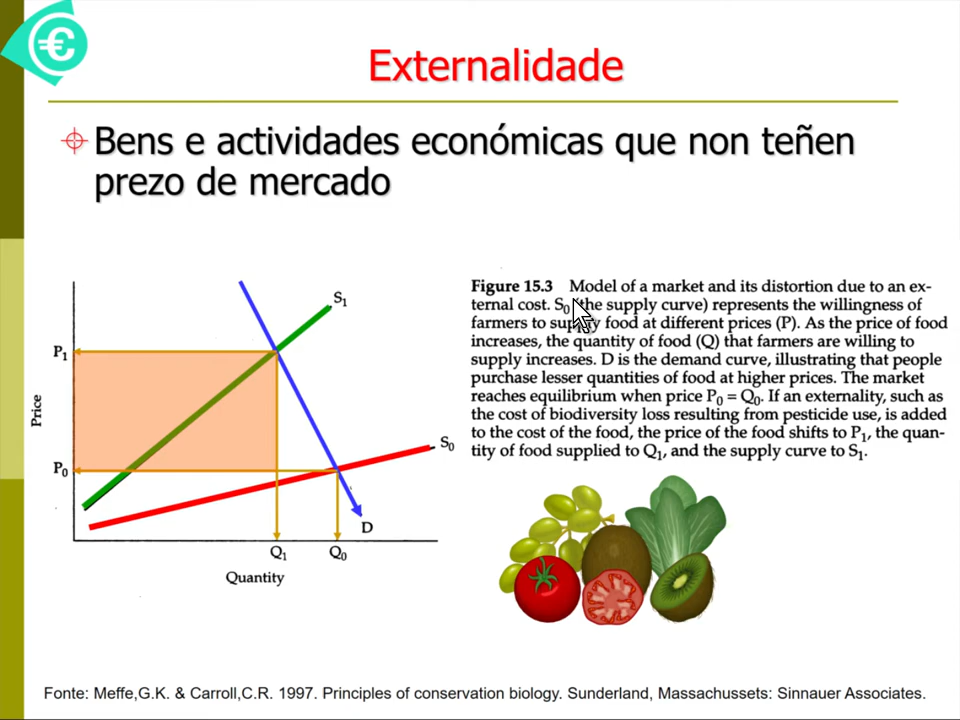 €
Externalidade
Bens e actividades económicas que non teñen
prezo de mercado
S1
P1
Price
P0
S0
D
Q1 Q0
Quantity
Figure 15.3 Model of a market and its distortion due to an ex-
ternal cost. S0 (the supply curve) represents the willingness of
farmers to supply food at different prices (P). As the price of food
increases, the quantity of food (Q) that farmers are willing to
supply increases. D is the demand curve, illustrating that people
purchase lesser quantities of food at higher prices. The market
reaches equilibrium when price P0 = Q0. If an externality, such as
the cost of biodiversity loss resulting from pesticide use, is added
to the cost of the food, the price of the food shifts to P1, the quan-
tity of food supplied to Q1, and the supply curve to S1.
Fonte: Meffe,G.K. & Carroll,C.R. 1997. Principles of conservation biology. Sunderland, Massachussets: Sinnauer Associates.